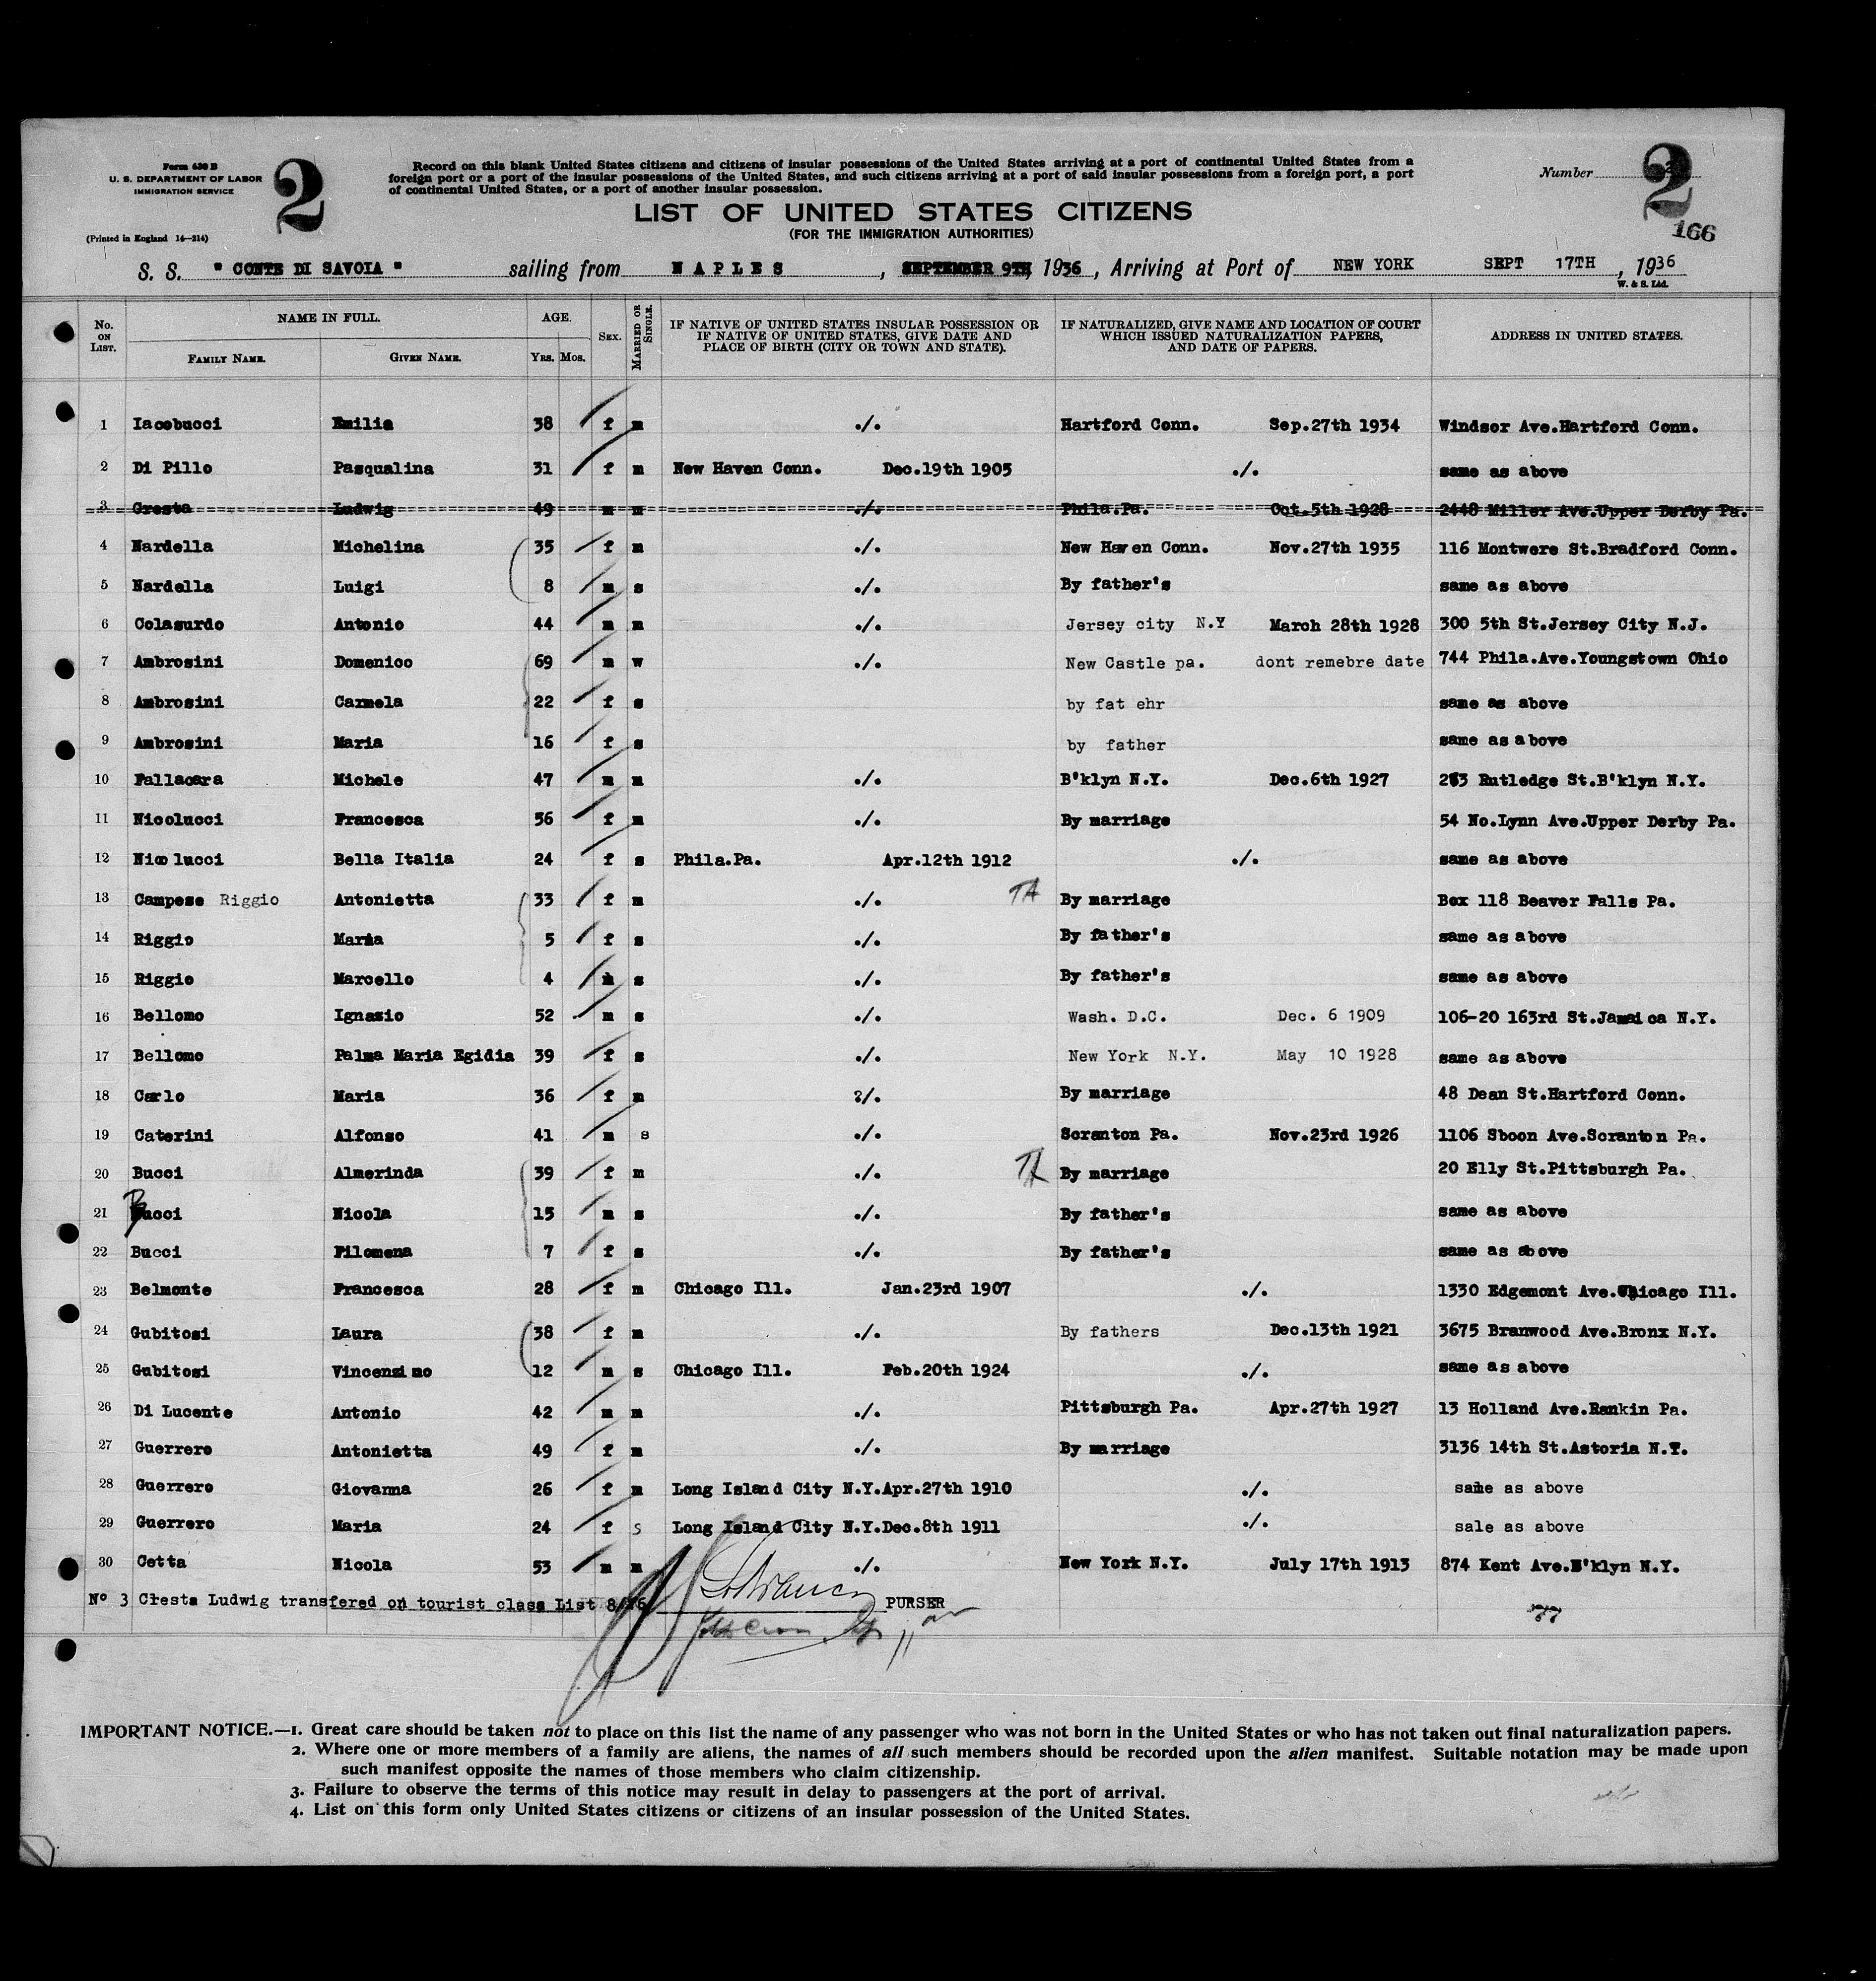 Form 630 B
U. S. DEPARTMENT OF LABOR
IMMIGRATION SERVICE
2
(Printed in England 14—214)
Record on this blank United States citizens and citizens of insular possessions of the United States arriving at a port of continental United States from a
foreign port or a port of the insular possessions of the United States, and such citizens arriving at a port of said insular possessions from a foreign port, a port
of continental United States, or a port of another insular possession.
Number
2
166
LIST OF UNITED STATES CITIZENS
(FOR THE IMMIGRATION AUTHORITIES)
S. S. " CONTE DI SAVOIA " sailing from NAPLES , SEPTEMBER 9TH, 1936, Arriving at Port of NEW YORK SEPT 17TH , 1936
W. & S. Ltd.
No. ON LIST. NAME IN FULL. FAMILY NAME. GIVEN NAME. AGE. YRS. MOS. SEX. MARRIED OR SINGLE. IF NATIVE OF UNITED STATES INSULAR POSSESSION OR IF NATIVE OF UNITED STATES, GIVE DATE AND PLACE OF BIRTH (CITY OR TOWN AND STATE). IF NATURALIZED, GIVE NAME AND LOCATION OF COURT WHICH ISSUED NATURALIZATION PAPERS, AND DATE OF PAPERS. ADDRESS IN UNITED STATES.
1 Iacobucci Emilia 38 f m ./. Hartford Conn. Sep.27th 1934 Windsor Ave.Hartford Conn.
2 Di Pillo Pasqualina 31 f m New Haven Conn. Dec.19th 1905 ./. same as above
3 Cresta Ludwig 49 m m ./. Phila.Pa. Oct.5th 1928 2448 Miller Ave.Upper Derby Pa.
4 Nardella Michelina 35 f m ./. New Haven Conn. Nov.27th 1935 116 Montwere St.Bradford Conn.
5 Nardella Luigi 8 m s ./. By father's same as above
6 Colasurdo Antonio 44 m m ./. Jersey city N.Y March 28th 1928 300 5th St.Jersey City N.J.
7 Ambrosini Domenico 69 m w ./. New Castle pa. dont remebre date 744 Phila.Ave.Youngstown Ohio
8 Ambrosini Carmela 22 f s by fat ehr same as above
9 Ambrosini Maria 16 f s by father same as above
10 Fallacara Michele 47 m m ./. B'klyn N.Y. Dec.6th 1927 Rutledge St.B'klyn N.Y.
11 Nicolucci Francesca 56 f m ./. By marriage 54 No.Lynn Ave.Upper Derby Pa.
12 Nicolucci Bella Italia 24 f s Phila.Pa. Apr.12th 1912 ./. same as above
13 Campese Riggio Antonietta 33 f m ./. TA By marriage Box 118 Beaver Falls Pa.
14 Riggio Maria 5 f s ./. By father's same as above
15 Riggio Marcello 4 m s ./. By father's same as above
16 Bellomo Ignazio 52 m s ./. Wash. D.C. Dec. 6 1909 106-20 163rd St.Jamaica N.Y.
17 Bellomo Palma Maria Egidia 39 f s ./. New York N.Y. May 10 1928 same as above
18 Carlo Maria 36 f m ?/. By marriage 48 Dean St.Hartford Conn.
19 Caterini Alfonso 41 m s ./. Scranton Pa. Nov.23rd 1926 1106 Sboon Ave.Scranton Pa.
20 Bucci Almerinda 39 f m ./. TA By marriage 20 Elly St.Pittsburgh Pa.
21 Bucci Nicola 15 m s ./. By father's same as above
22 Bucci Filomena 7 f s ./. By father's same as above
23 Belmonte Francesca 28 f m Chicago Ill. Jan.23rd 1907 ./. 1330 Edgemont Ave.Chicago Ill.
24 Gubitosi Laura 38 f m ./. By fathers Dec.13th 1921 3675 Branwood Ave.Bronx N.Y.
25 Gubitosi Vincenzino 12 m s Chicago Ill. Feb.20th 1924 ./. same as above
26 Di Lucente Antonio 42 m m ./. Pittsburgh Pa. Apr.27th 1927 13 Holland Ave.Rankin Pa.
27 Guerrero Antonietta 49 f m ./. By marriage 3136 14th St.Astoria N.Y.
28 Guerrero Giovanna 26 f m Long Island City N.Y.Apr.27th 1910 ./. same as above
29 Guerrero Maria 24 f s Long Island City N.Y.Dec.8th 1911 ./. sale as above
30 Cetta Nicola 53 m m ./. New York N.Y. July 17th 1913 874 Kent Ave.B'klyn N.Y.
No 3 Cresta Ludwig transfered on tourist class List PURSER
77
IMPORTANT NOTICE.—1. Great care should be taken not to place on this list the name of any passenger who was not born in the United States or who has not taken out final naturalization papers.
2. Where one or more members of a family are aliens, the names of all such members should be recorded upon the alien manifest. Suitable notation may be made upon
such manifest opposite the names of those members who claim citizenship.
3. Failure to observe the terms of this notice may result in delay to passengers at the port of arrival.
4. List on this form only United States citizens or citizens of an insular possession of the United States.